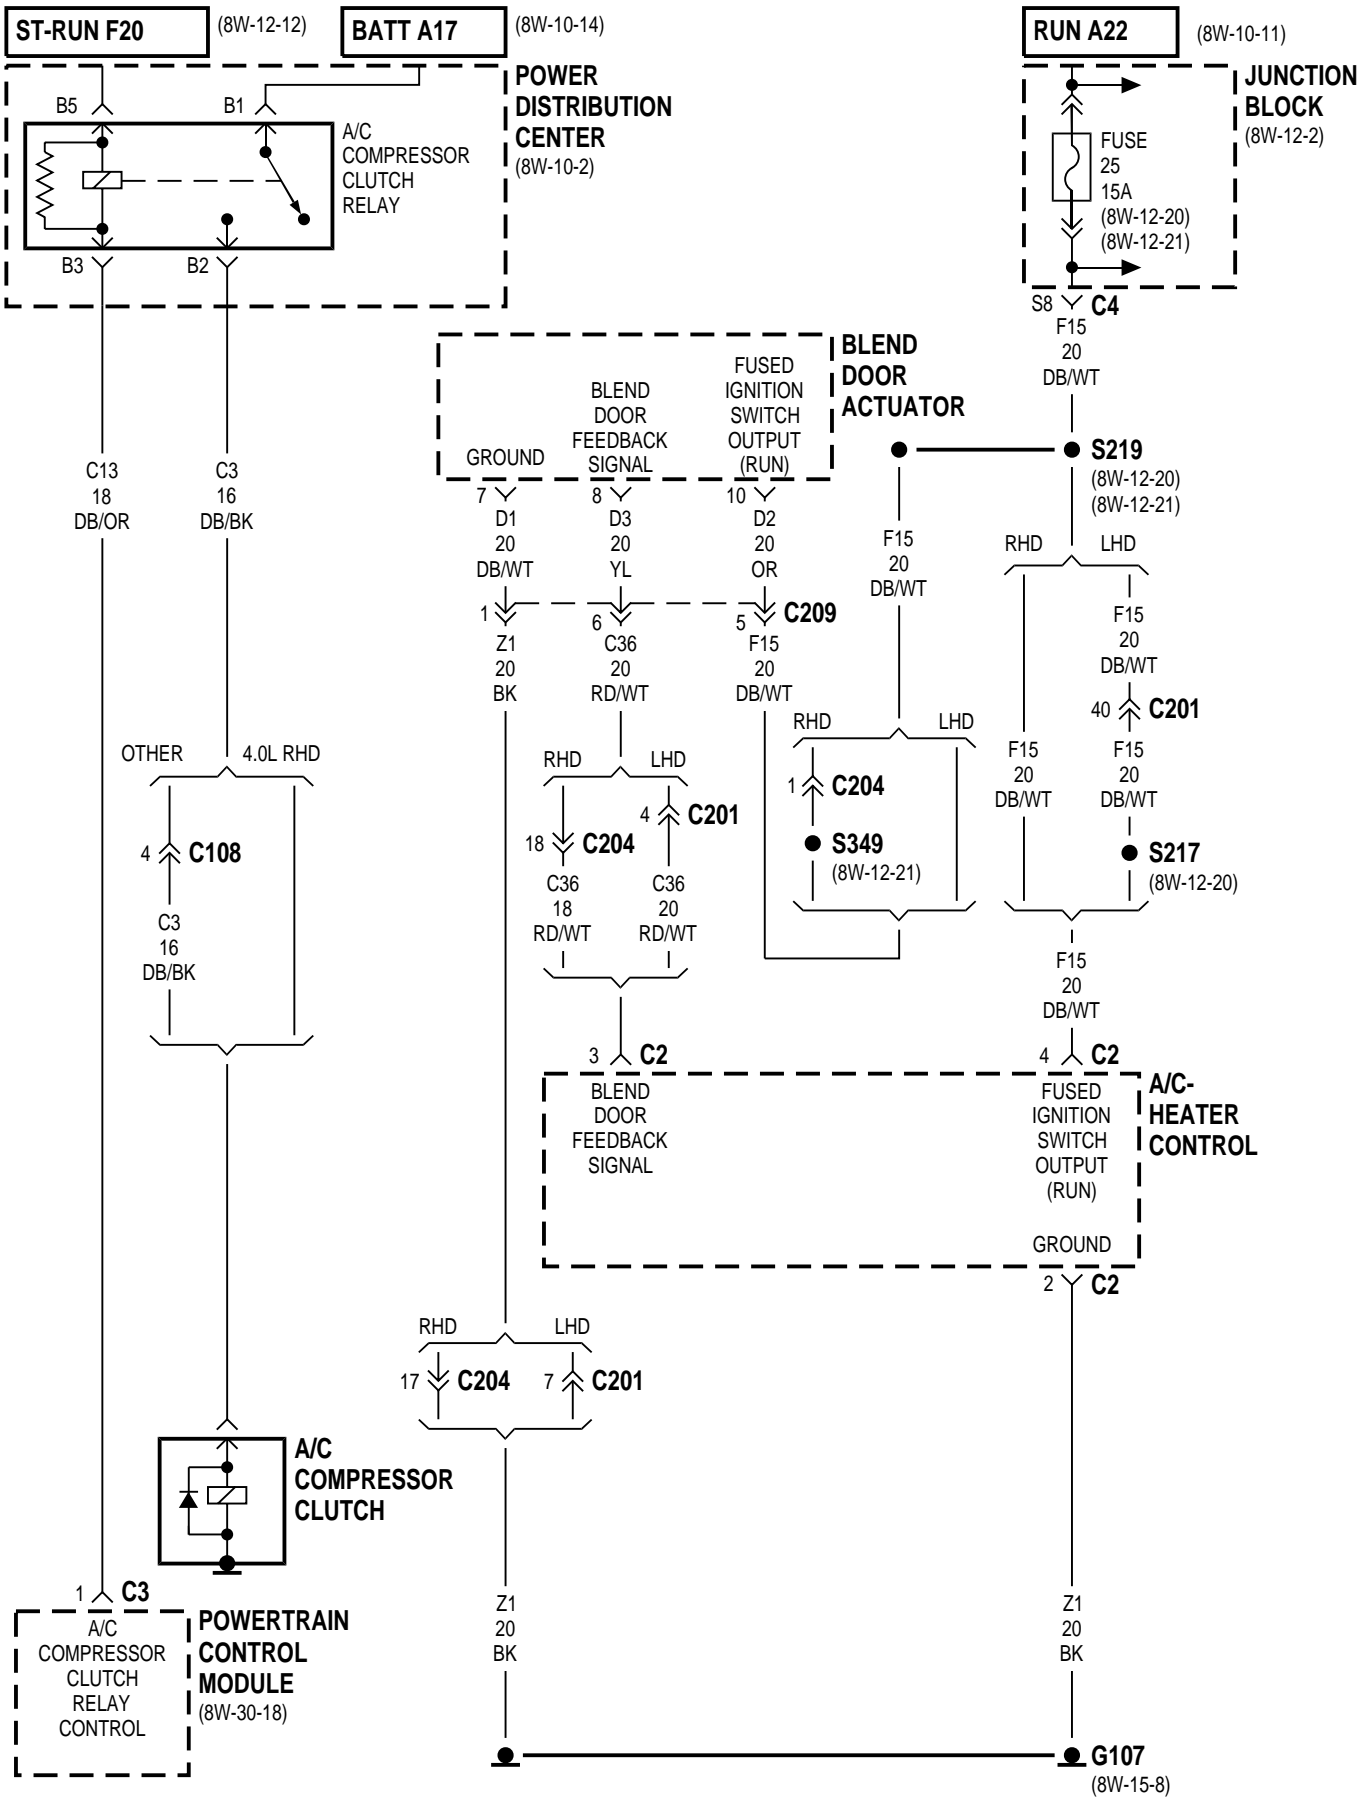 ST-RUN F20
(8W-12-12)
BATT A17
(8W-10-14)
RUN A22
(8W-10-11)
POWER
DISTRIBUTION
CENTER
(8W-10-2)
JUNCTION
BLOCK
(8W-12-2)
B5
B1
A/C
COMPRESSOR
CLUTCH
RELAY
B3
B2
FUSE
25
15A
(8W-12-20)
(8W-12-21)
S8
C4
F15
20
DB/WT
BLEND
DOOR
ACTUATOR
GROUND
BLEND
DOOR
FEEDBACK
SIGNAL
FUSED
IGNITION
SWITCH
OUTPUT
(RUN)
S219
(8W-12-20)
(8W-12-21)
C13
18
DB/OR
C3
16
DB/BK
7
D1
20
DB/WT
8
D3
20
YL
10
D2
20
OR
F15
20
DB/WT
RHD
LHD
1
6
5
C209
Z1
20
BK
C36
20
RD/WT
F15
20
DB/WT
F15
20
DB/WT
40
C201
F15
20
DB/WT
F15
20
DB/WT
RHD
LHD
1
C204
S349
(8W-12-21)
S217
(8W-12-20)
OTHER
4.0L RHD
4
C108
C3
16
DB/BK
RHD
LHD
18
C204
4
C201
C36
18
RD/WT
C36
20
RD/WT
F15
20
DB/WT
3
C2
4
C2
BLEND
DOOR
FEEDBACK
SIGNAL
FUSED
IGNITION
SWITCH
OUTPUT
(RUN)
GROUND
A/C-
HEATER
CONTROL
2
C2
RHD
LHD
17
C204
7
C201
A/C
COMPRESSOR
CLUTCH
1
C3
A/C
COMPRESSOR
CLUTCH
RELAY
CONTROL
POWERTRAIN
CONTROL
MODULE
(8W-30-18)
Z1
20
BK
Z1
20
BK
G107
(8W-15-8)